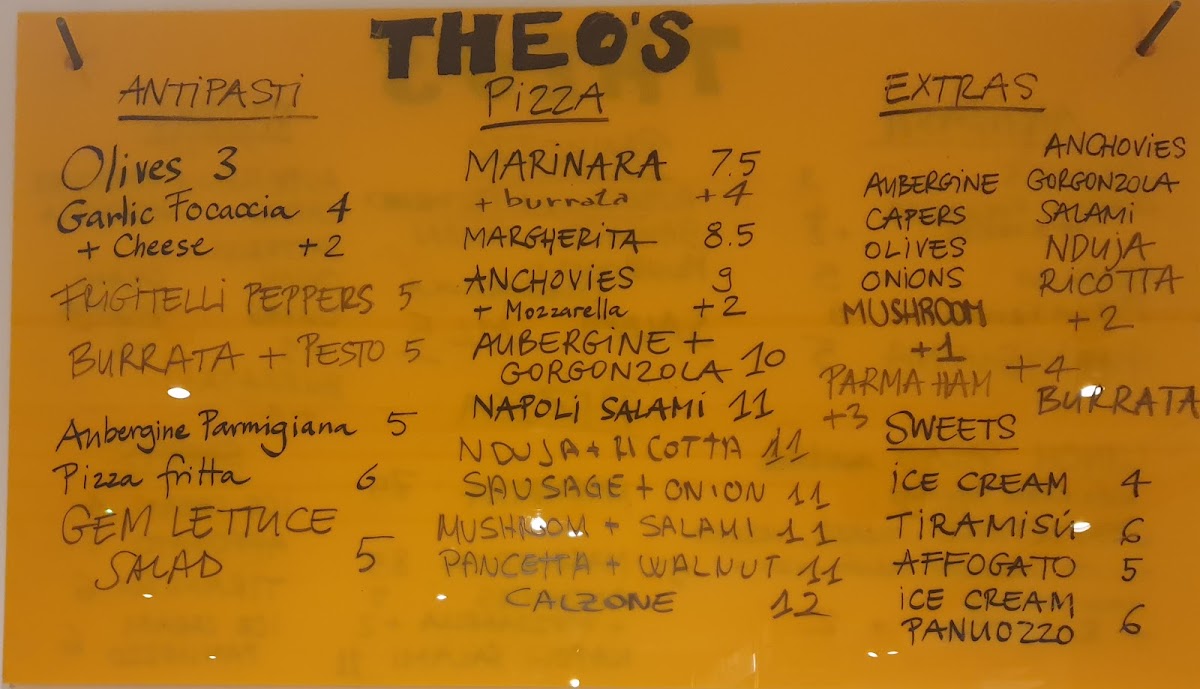 THEO'S
ANTIPASTI
Olives 3
Garlic Focaccia 4
+ Cheese +2
FRIGITELLI PEPPERS 5
BURRATA + PESTO 5
Aubergine Parmigiana 5
Pizza fritta 6
GEM LETTUCE
SALAD 5
PIZZA
MARINARA 7.5
+ burrata +4
MARGHERITA 8.5
ANCHOVIES 9
+ Mozzarella +2
AUBERGINE +
GORGONZOLA 10
NAPOLI SALAMI 11
NDUJA + RICOTTA 11
SAUSAGE + ONION 11
MUSHROOM + SALAMI 11
PANCETTA + WALNUT 11
CALZONE 12
EXTRAS
AUBERGINE
CAPERS
OLIVES
ONIONS
MUSHROOM
+1
PARMA HAM
+3
ANCHOVIES
GORGONZOLA
SALAMI
NDUJA
RICOTTA
+2
+4
BURRATA
SWEETS
ICE CREAM 4
TIRAMISÚ 6
AFFOGATO 5
ICE CREAM
PANUOZZO 6